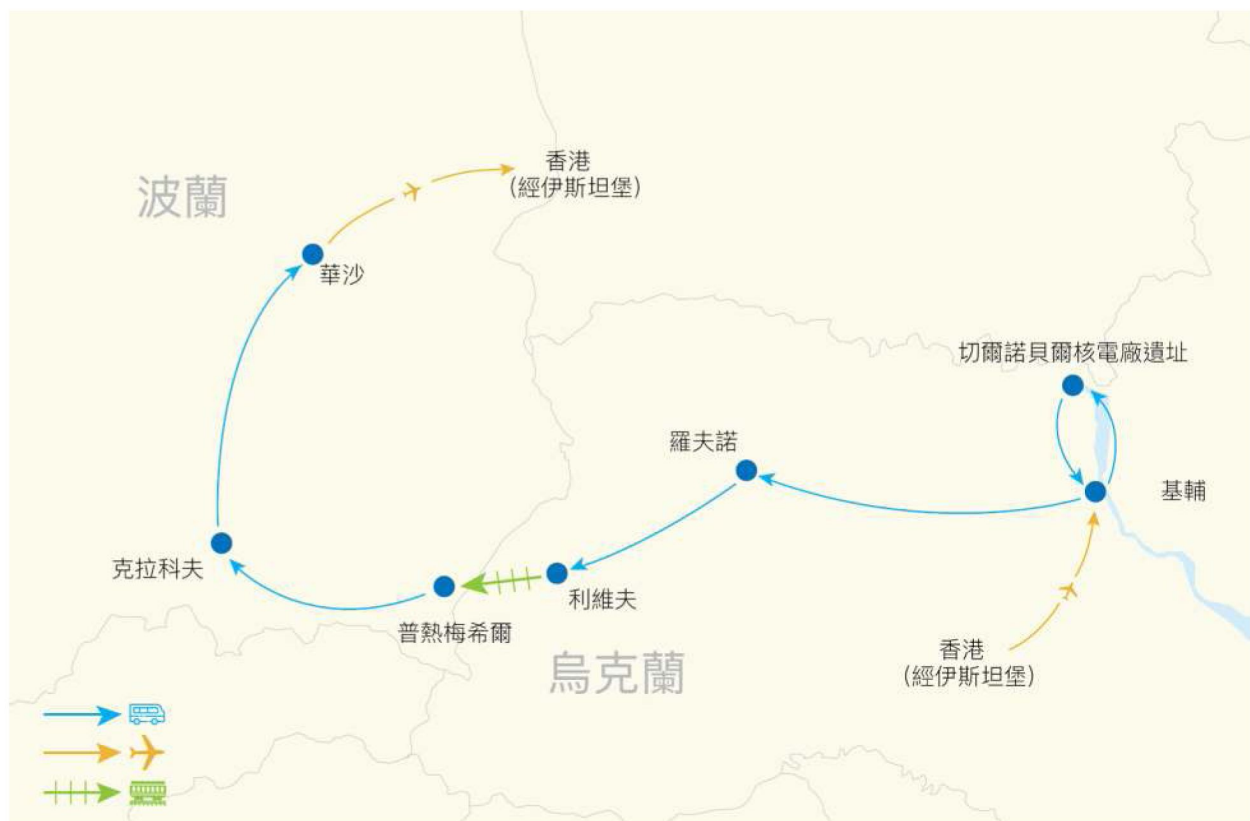 香港
(經伊斯坦堡)
波蘭
華沙
切爾諾貝爾核電廠遺址
羅夫諾
基輔
克拉科夫
利維夫
普熱梅希爾
香港
(經伊斯坦堡)
烏克蘭